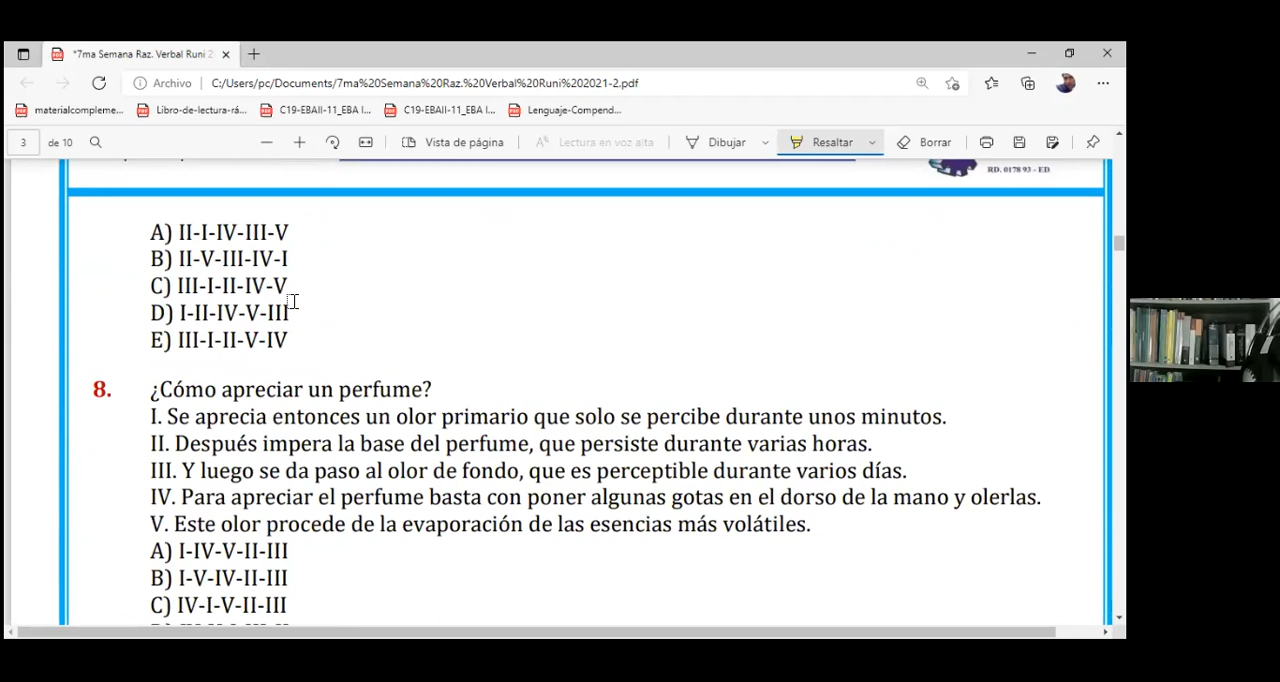 *7ma Semana Raz. Verbal Runi 2
Archivo
C:/Users/pc/Documents/7ma%20Semana%20Raz.%20Verbal%20Runi%202021-2.pdf
materialcompleme...
Libro-de-lectura-rá...
C19-EBAII-11_EBA I...
C19-EBAII-11_EBA I...
Lenguaje-Compend...
3
de 10
Vista de página
Lectura en voz alta
Dibujar
Resaltar
Borrar
RD. 0178 93 - ED
A) II-I-IV-III-V
B) II-V-III-IV-I
C) III-I-II-IV-V
D) I-II-IV-V-III
E) III-I-II-V-IV
8. ¿Cómo apreciar un perfume?
I. Se aprecia entonces un olor primario que solo se percibe durante unos minutos.
II. Después impera la base del perfume, que persiste durante varias horas.
III. Y luego se da paso al olor de fondo, que es perceptible durante varios días.
IV. Para apreciar el perfume basta con poner algunas gotas en el dorso de la mano y olerlas.
V. Este olor procede de la evaporación de las esencias más volátiles.
A) I-IV-V-II-III
B) I-V-IV-II-III
C) IV-I-V-II-III